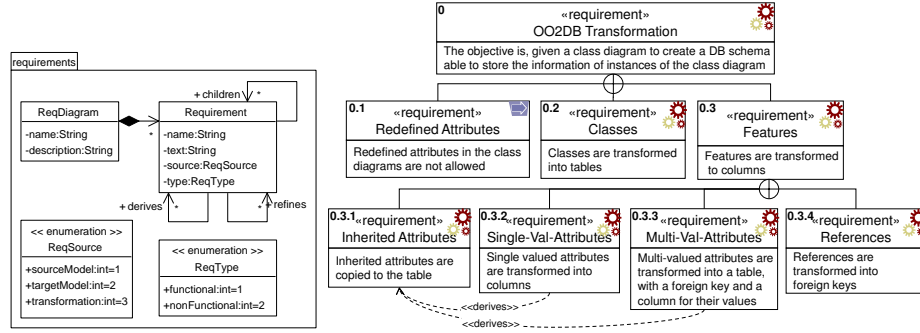 requirements
+ children
*
ReqDiagram
-name:String
-description:String
*
Requirement
-name:String
-text:String
-source:ReqSource
-type:ReqType
+ derives
*
*
+ refines
<< enumeration >>
ReqSource
+sourceModel:int=1
+targetModel:int=2
+transformation:int=3
<< enumeration >>
ReqType
+functional:int=1
+nonFunctional:int=2
0
«requirement»
OO2DB Transformation
The objective is, given a class diagram to create a DB schema
able to store the information of instances of the class diagram
0.1
«requirement»
Redefined Attributes
Redefined attributes in the class
diagrams are not allowed
0.2
«requirement»
Classes
Classes are transformed
into tables
0.3
«requirement»
Features
Features are transformed
to columns
0.3.1
«requirement»
Inherited Attributes
Inherited attributes are
copied to the table
0.3.2
«requirement»
Single-Val-Attributes
Single valued attributes
are transformed into
columns
0.3.3
«requirement»
Multi-Val-Attributes
Multi-valued attributes are
transformed into a table,
with a foreign key and a
column for their values
0.3.4
«requirement»
References
References are
transformed into
foreign keys
<<derives>>
<<derives>>